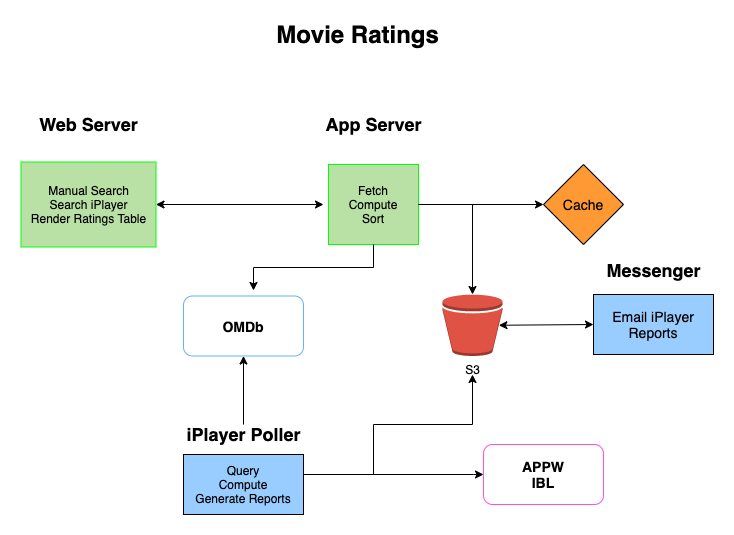 Movie Ratings
Web Server
App Server
Manual Search
Search iPlayer
Render Ratings Table
Fetch
Compute
Sort
Cache
Messenger
Email iPlayer
Reports
OMDb
S3
iPlayer Poller
Query
Compute
Generate Reports
APPW
IBL